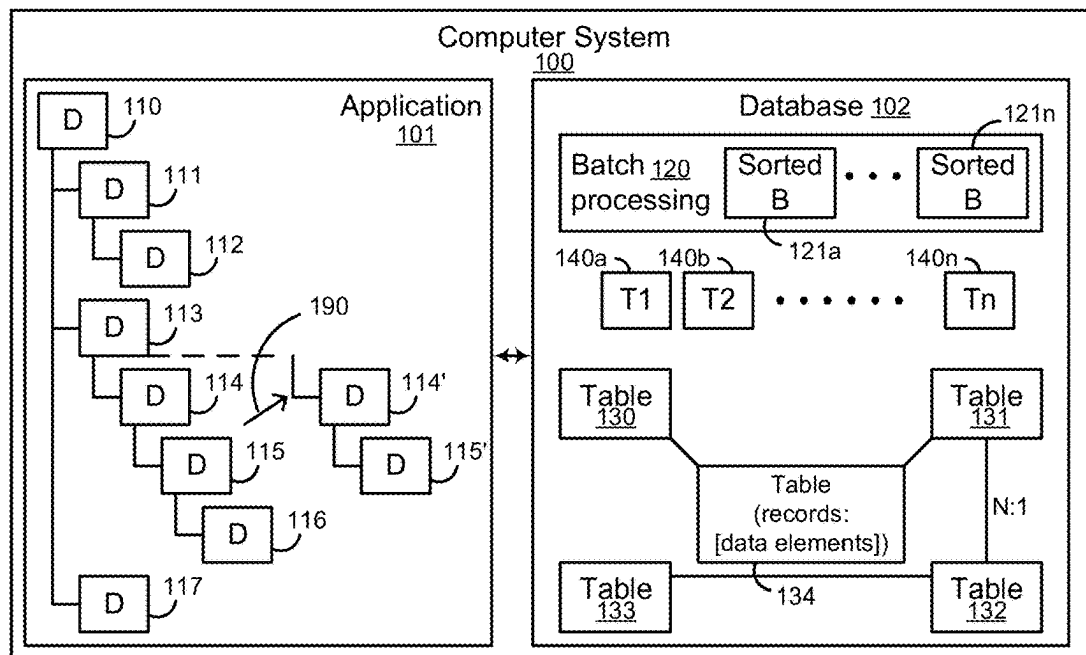 Computer System
100
Application
101
D
110
D
111
D
112
D
113
190
D
114
D
114'
D
115
D
115'
D
116
D
117
Database 102
121n
Batch 120
processing
Sorted
B
Sorted
B
121a
140a
140b
140n
T1
T2
Tn
Table
130
Table
131
Table
(records:
[data elements])
N:1
Table
133
134
Table
132